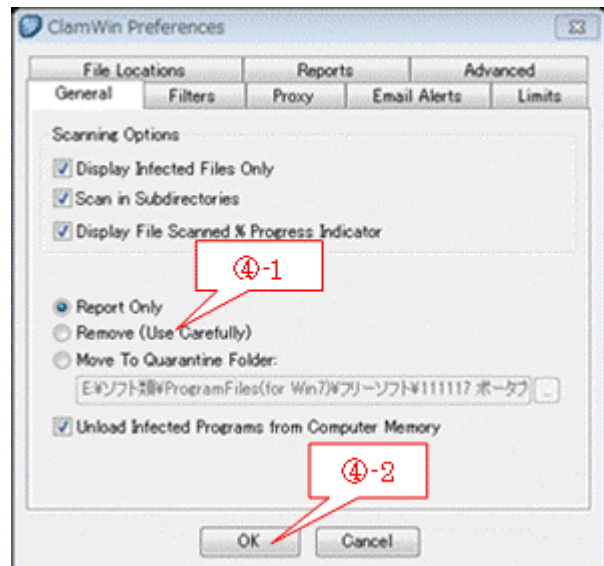 ClamWin Preferences
File Locations Reports Advanced
General Filters Proxy Email Alerts Limits
Scanning Options
Display Infected Files Only
Scan in Subdirectories
Display File Scanned % Progress Indicator
④-1
Report Only
Remove (Use Carefully)
Move To Quarantine Folder:
E:¥ソフト類¥ProgramFiles(for Win7)¥フリーソフト¥111117 ポータブ ...
Unload Infected Programs from Computer Memory
④-2
OK Cancel